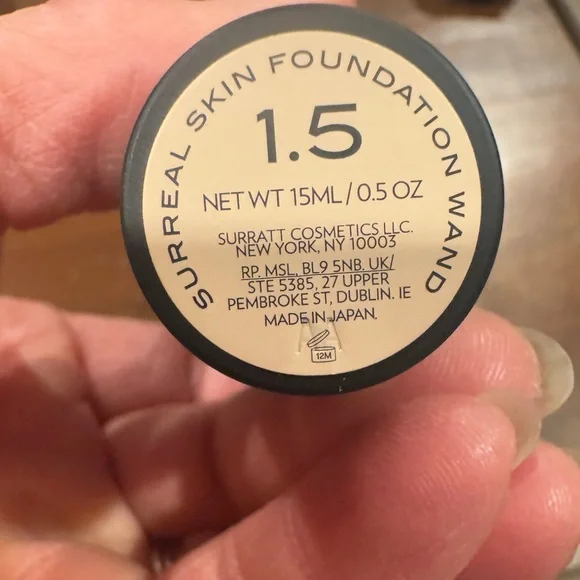 SURREAL SKIN FOUNDATION WAND
1.5
NET WT 15ML / 0.5 OZ
SURRATT COSMETICS LLC.
NEW YORK, NY 10003
RP. MSL, BL9 5NB. UK/
STE 5385, 27 UPPER
PEMBROKE ST, DUBLIN. IE
MADE IN JAPAN.
12M